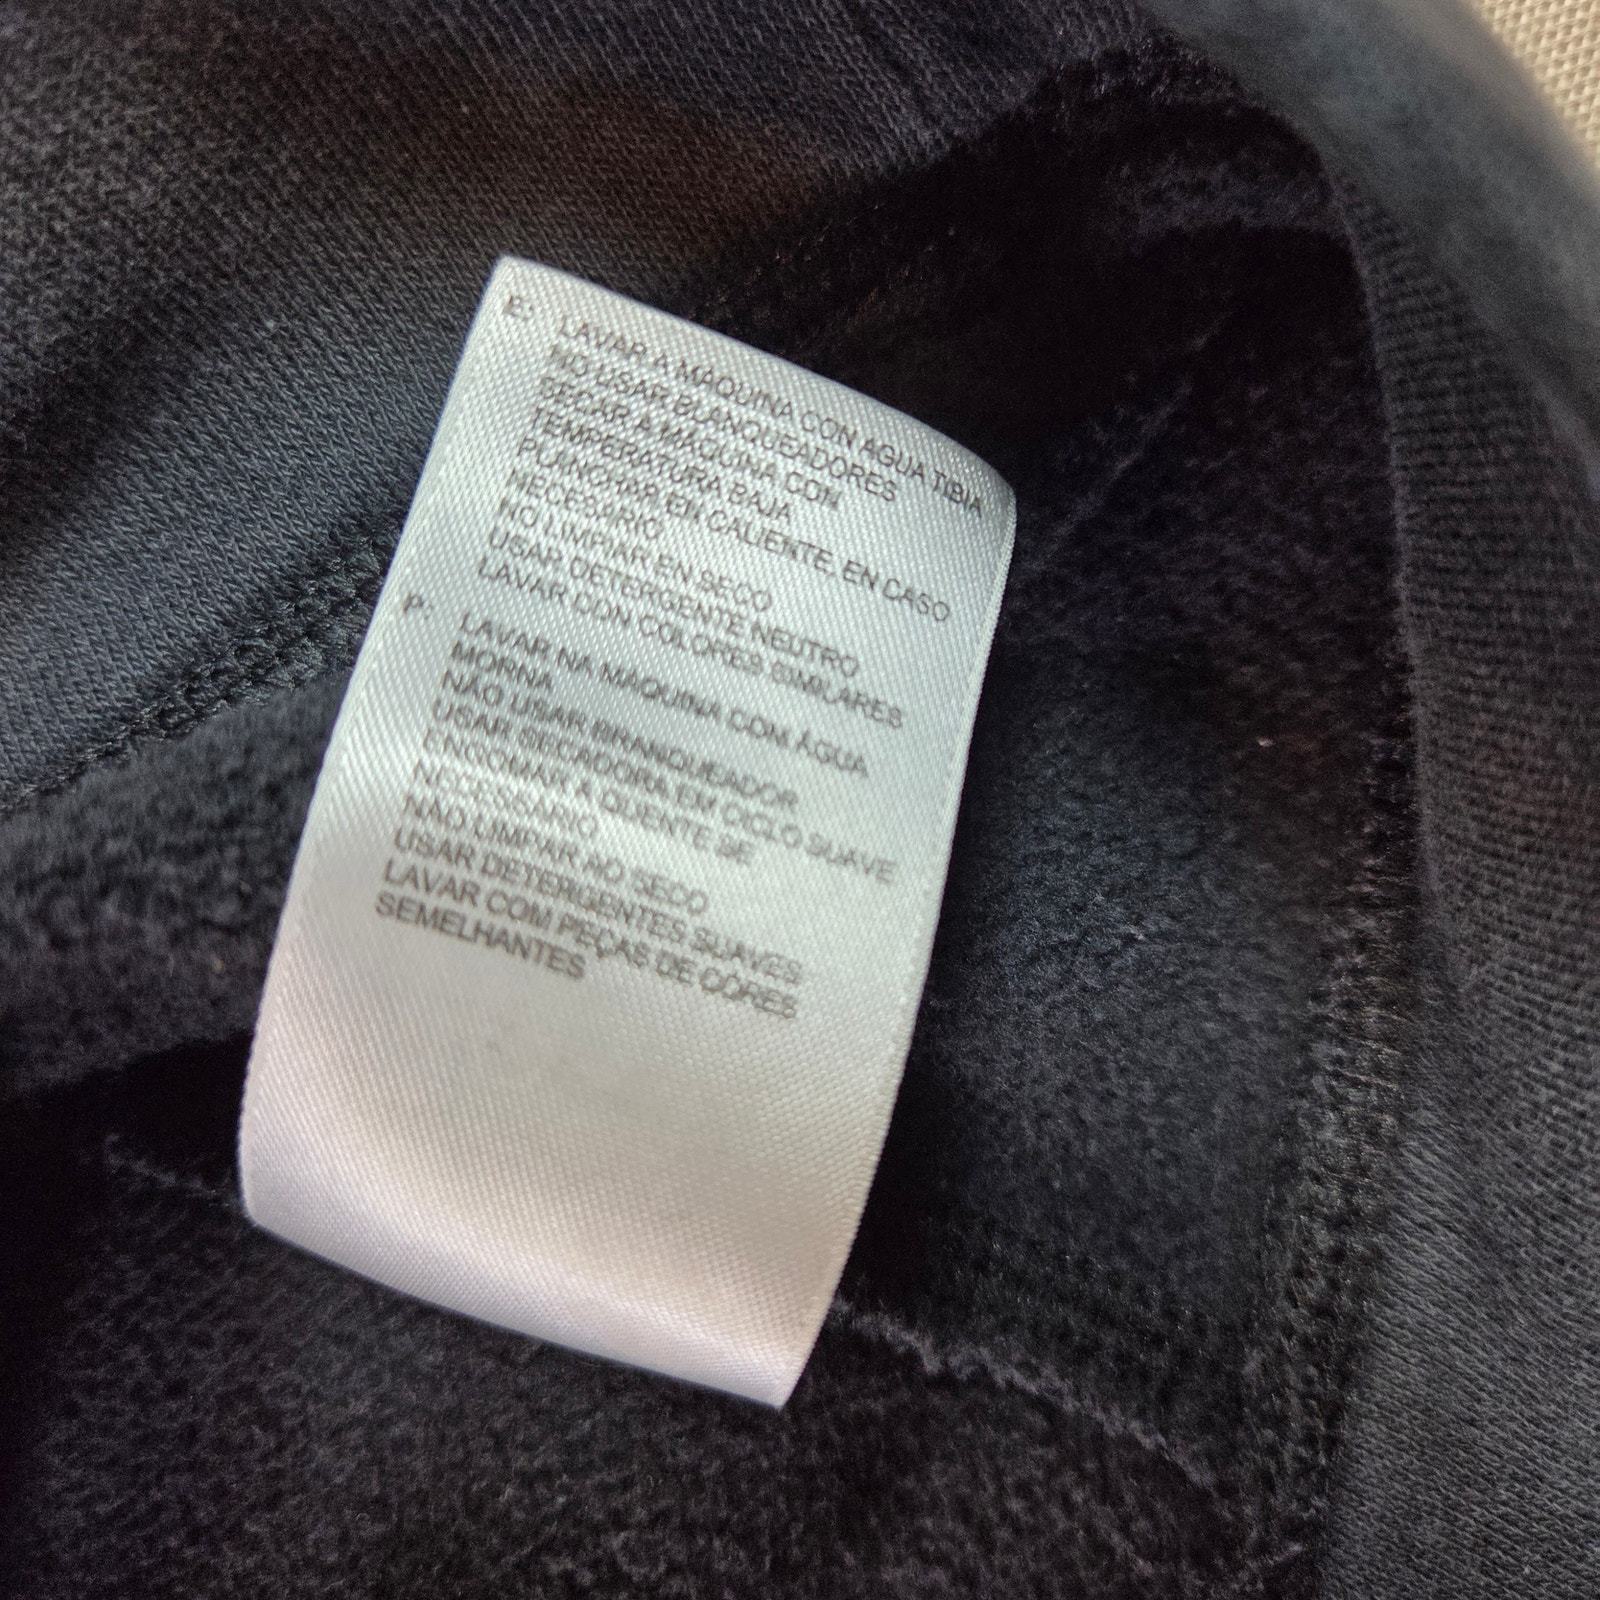 E: LAVAR A MAQUINA CON AGUA TIBIA
NO USAR BLANQUEADORES
SECAR A MAQUINA CON
TEMPERATURA BAJA
PLANCHAR EN CALIENTE, EN CASO
NECESARIO
NO LIMPIAR EN SECO
USAR DETERGENTE NEUTRO
LAVAR CON COLORES SIMILARES
P: LAVAR NA MAQUINA COM ÁGUA
MORNA
NÃO USAR BRANQUEADOR
USAR SECADORA EM CICLO SUAVE
ENGOMAR A QUENTE SE
NECESSÁRIO
NÃO LIMPAR AO SECO
USAR DETERGENTES SUAVES
LAVAR COM PEÇAS DE CORES
SEMELHANTES